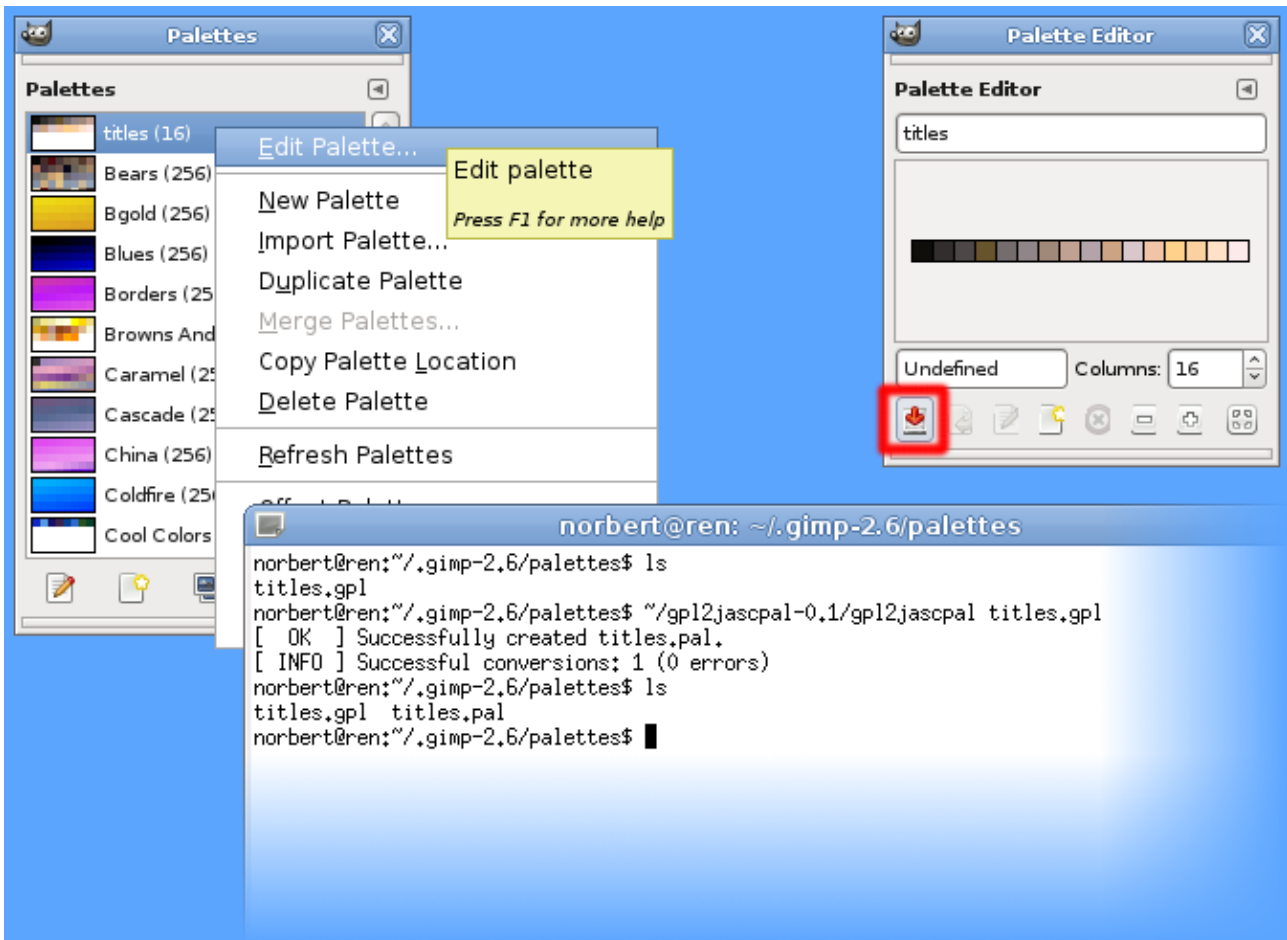 Palettes
Palettes
titles (16)
Bears (256)
Bgold (256)
Blues (256)
Borders (25
Browns And
Caramel (25
Cascade (25
China (256)
Coldfire (256
Cool Colors
Edit Palette...
New Palette
Import Palette...
Duplicate Palette
Merge Palettes...
Copy Palette Location
Delete Palette
Refresh Palettes
Edit palette
Press F1 for more help
Palette Editor
Palette Editor
titles
Undefined
Columns: 16
norbert@ren: ~/.gimp-2.6/palettes
norbert@ren:~/.gimp-2.6/palettes$ ls
titles.gpl
norbert@ren:~/.gimp-2.6/palettes$ ~/gpl2jascpal-0.1/gpl2jascpal titles.gpl
[  OK  ] Successfully created titles.pal.
[ INFO ] Successful conversions: 1 (0 errors)
norbert@ren:~/.gimp-2.6/palettes$ ls
titles.gpl  titles.pal
norbert@ren:~/.gimp-2.6/palettes$